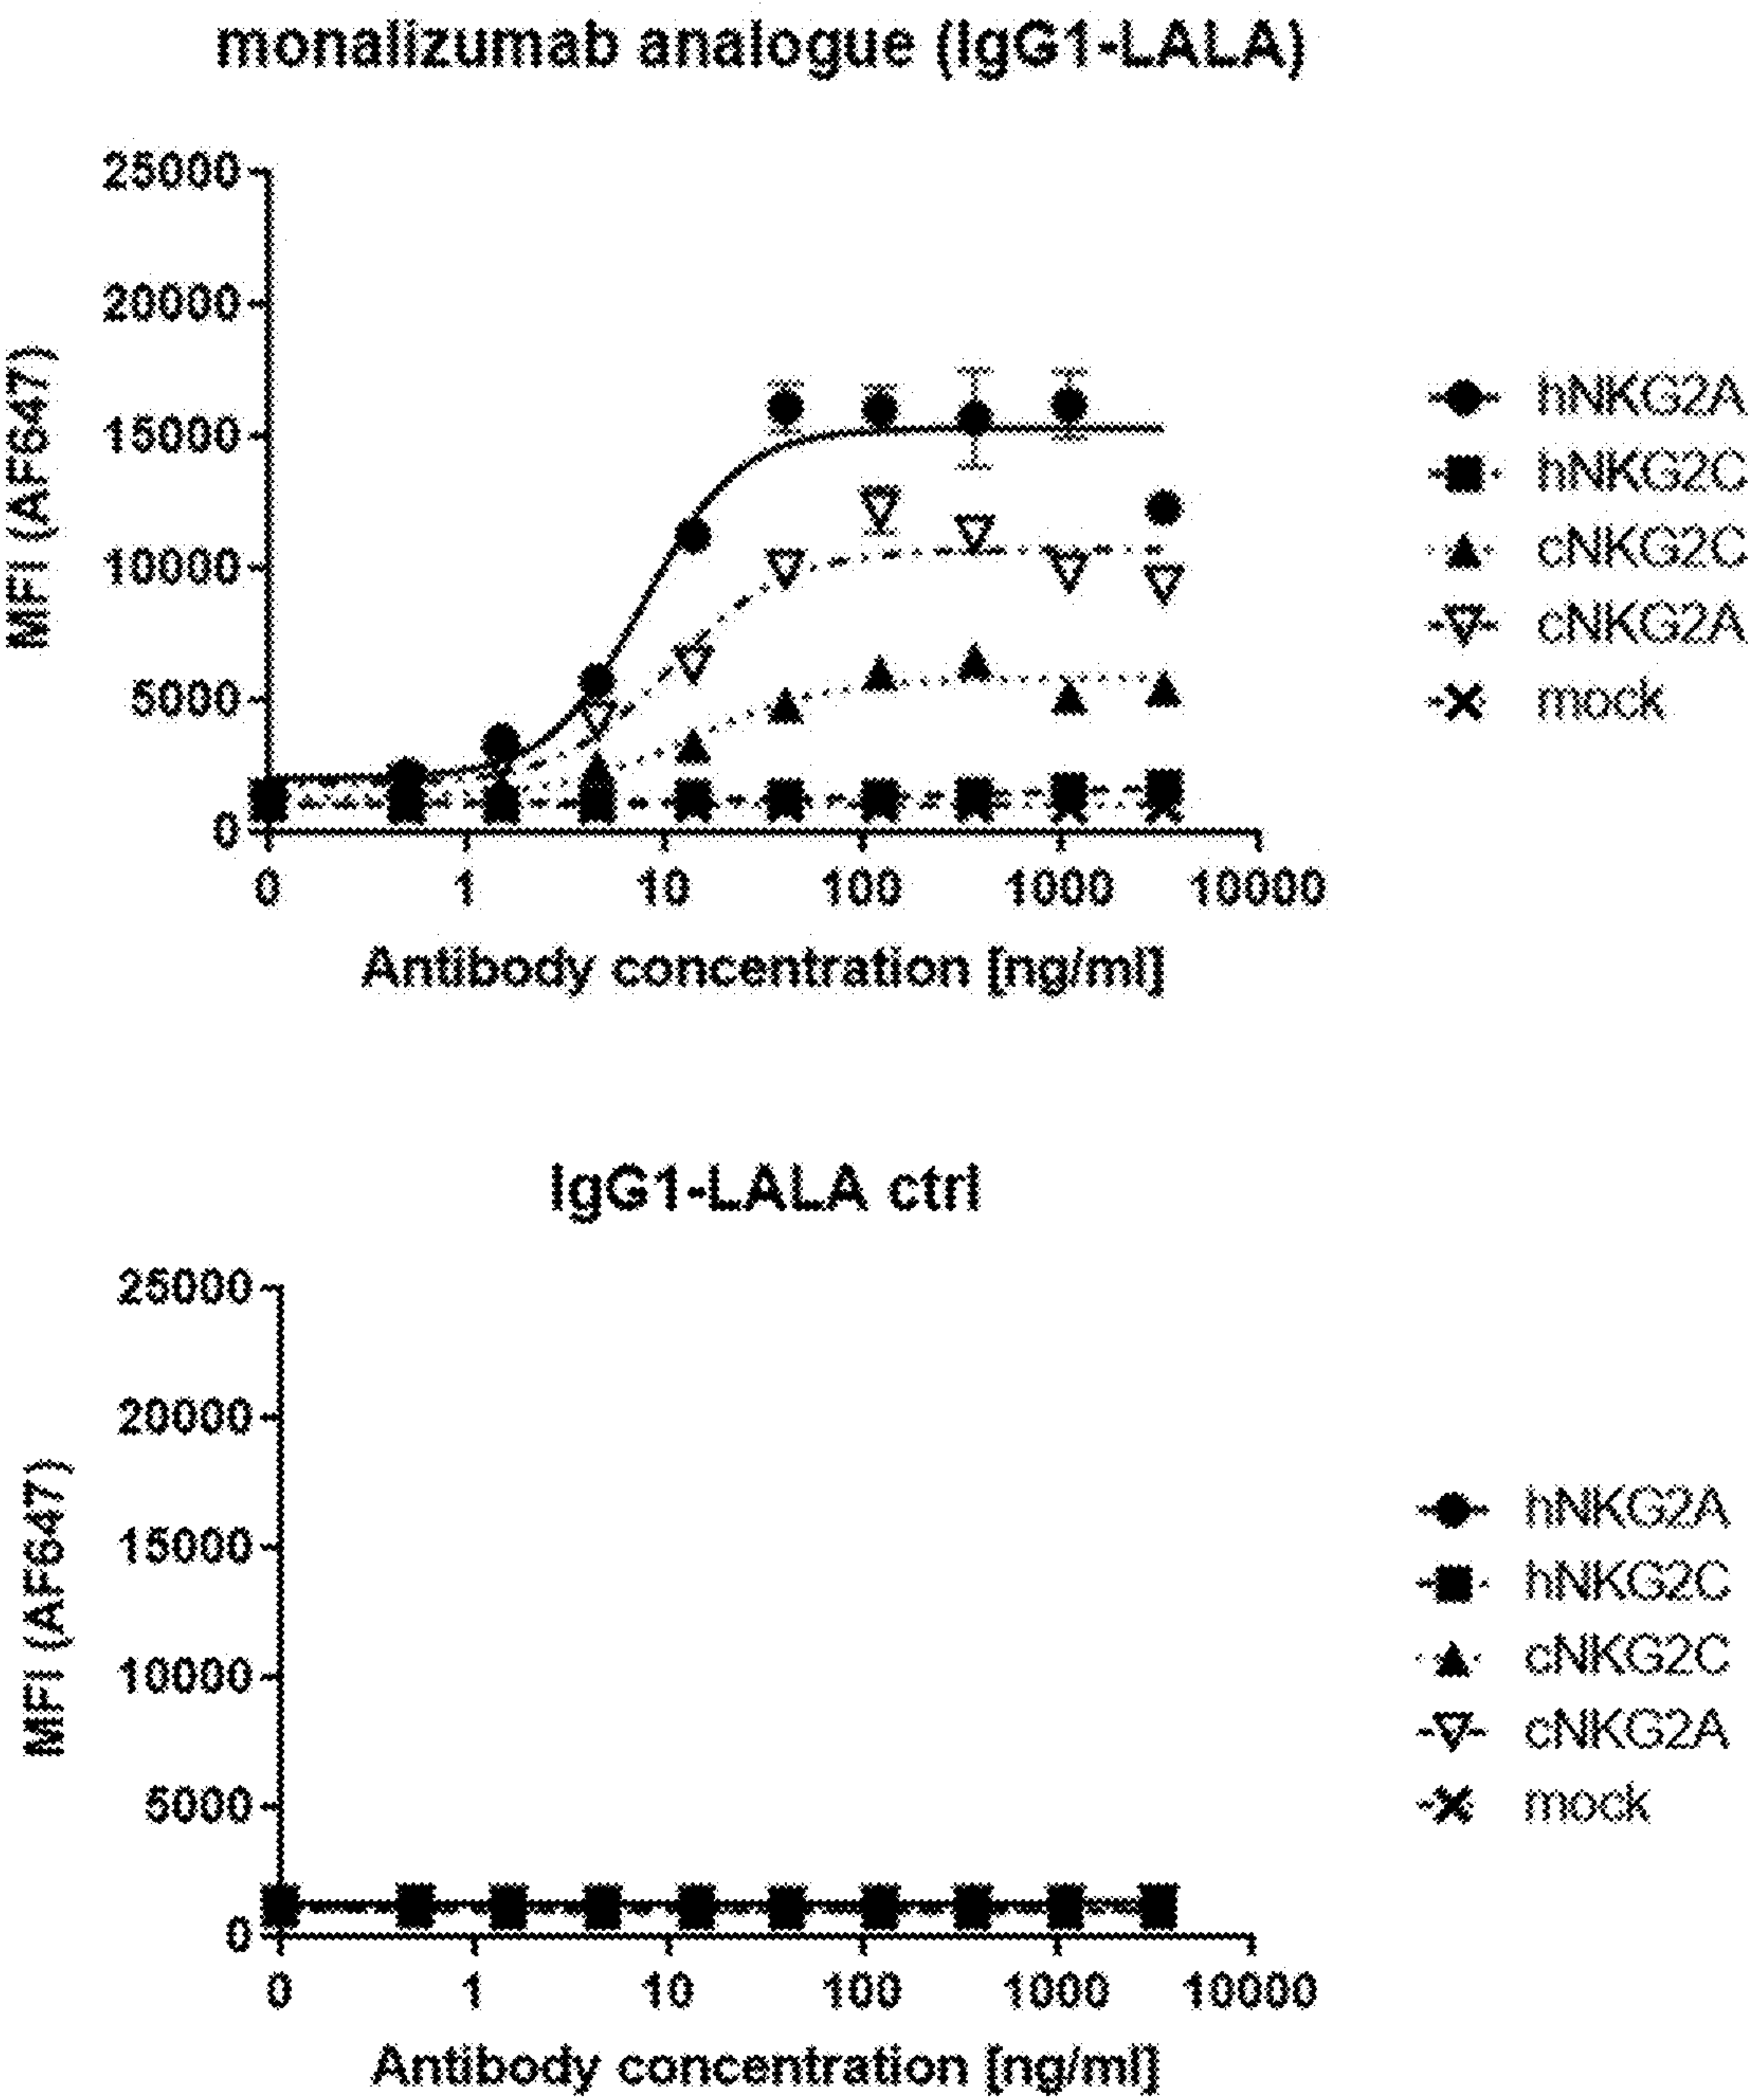 monalizumab analogue (IgG1-LALA)
25000
20000
15000
10000
5000
0
MFI (AF647)
0 1 10 100 1000 10000
Antibody concentration [ng/ml]
hNKG2A
hNKG2C
cNKG2C
cNKG2A
mock
IgG1-LALA ctrl
25000
20000
15000
10000
5000
0
MFI (AF647)
0 1 10 100 1000 10000
Antibody concentration [ng/ml]
hNKG2A
hNKG2C
cNKG2C
cNKG2A
mock